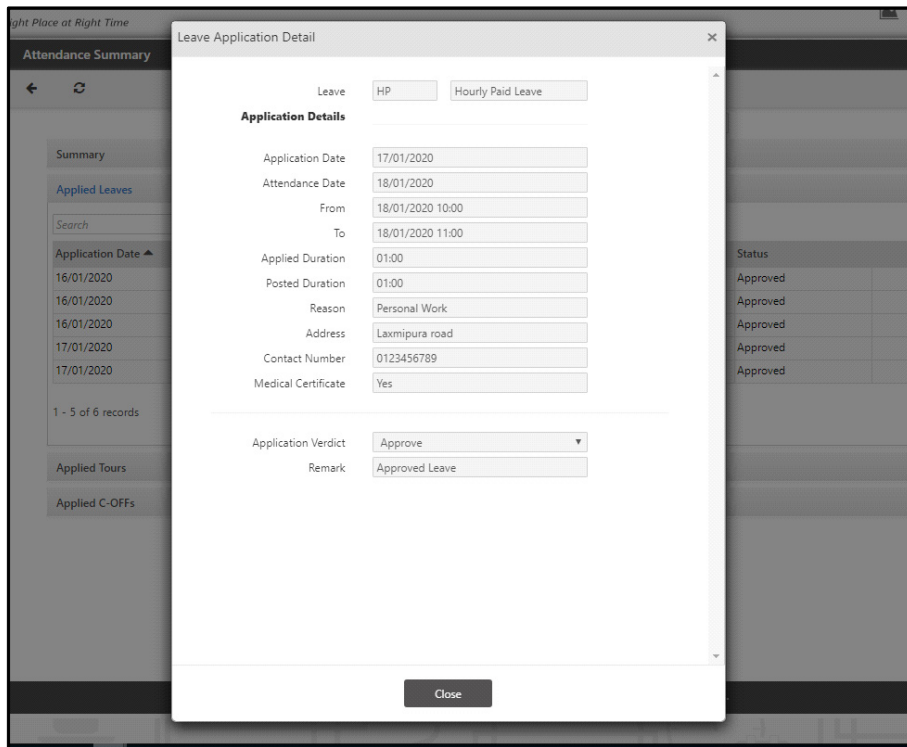 ght Place at Right Time
Leave Application Detail ×
Attendance Summary
Leave HP Hourly Paid Leave
Application Details
Summary
Application Date 17/01/2020
Applied Leaves
Attendance Date 18/01/2020
Search
From 18/01/2020 10:00
To 18/01/2020 11:00
Application Date Status
Applied Duration 01:00
16/01/2020 Approved
Posted Duration 01:00
16/01/2020 Approved
Reason Personal Work
16/01/2020 Approved
Address Laxmipura road
17/01/2020 Approved
Contact Number 0123456789
17/01/2020 Approved
Medical Certificate Yes
1 - 5 of 6 records
Application Verdict Approve
Applied Tours
Remark Approved Leave
Applied C-OFFs
Close